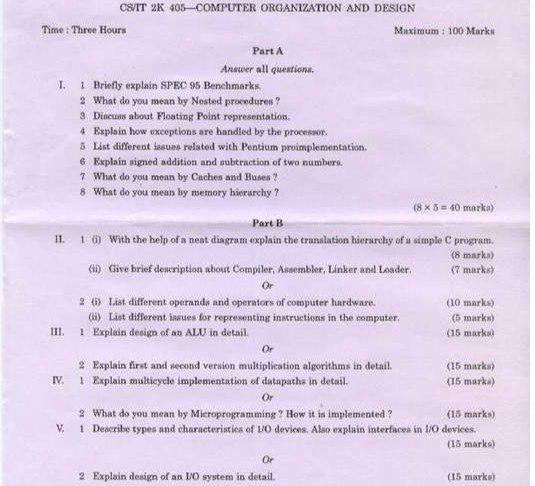 CS/IT 2K 405—COMPUTER ORGANIZATION AND DESIGN
Time : Three Hours Maximum : 100 Marks
Part A
Answer all questions.
I. 1 Briefly explain SPEC 95 Benchmarks.
2 What do you mean by Nested procedures ?
3 Discuss about Floating Point representation.
4 Explain how exceptions are handled by the processor.
5 List different issues related with Pentium proimplementation.
6 Explain signed addition and subtraction of two numbers.
7 What do you mean by Caches and Buses ?
8 What do you mean by memory hierarchy ?
(8 × 5 = 40 marks)
Part B
II. 1 (i) With the help of a neat diagram explain the translation hierarchy of a simple C program.
(8 marks)
(ii) Give brief description about Compiler, Assembler, Linker and Loader. (7 marks)
Or
2 (i) List different operands and operators of computer hardware. (10 marks)
(ii) List different issues for representing instructions in the computer. (5 marks)
III. 1 Explain design of an ALU in detail. (15 marks)
Or
2 Explain first and second version multiplication algorithms in detail. (15 marks)
IV. 1 Explain multicycle implementation of datapaths in detail. (15 marks)
Or
2 What do you mean by Microprogramming ? How it is implemented ? (15 marks)
V. 1 Describe types and characteristics of I/O devices. Also explain interfaces in I/O devices.
(15 marks)
Or
2 Explain design of an I/O system in detail. (15 marks)